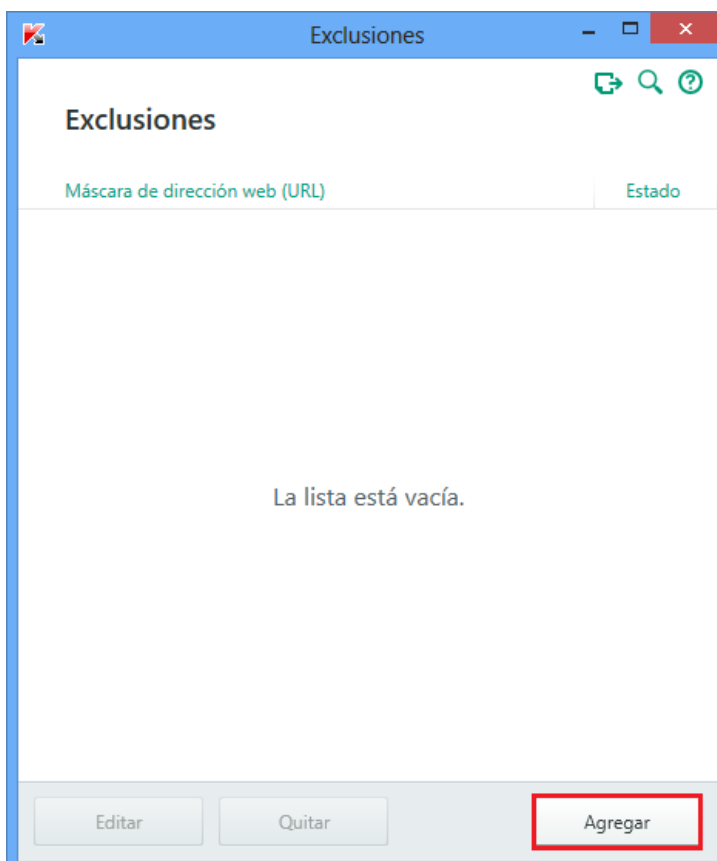 Exclusiones
Exclusiones
Máscara de dirección web (URL) Estado
La lista está vacía.
Editar Quitar Agregar